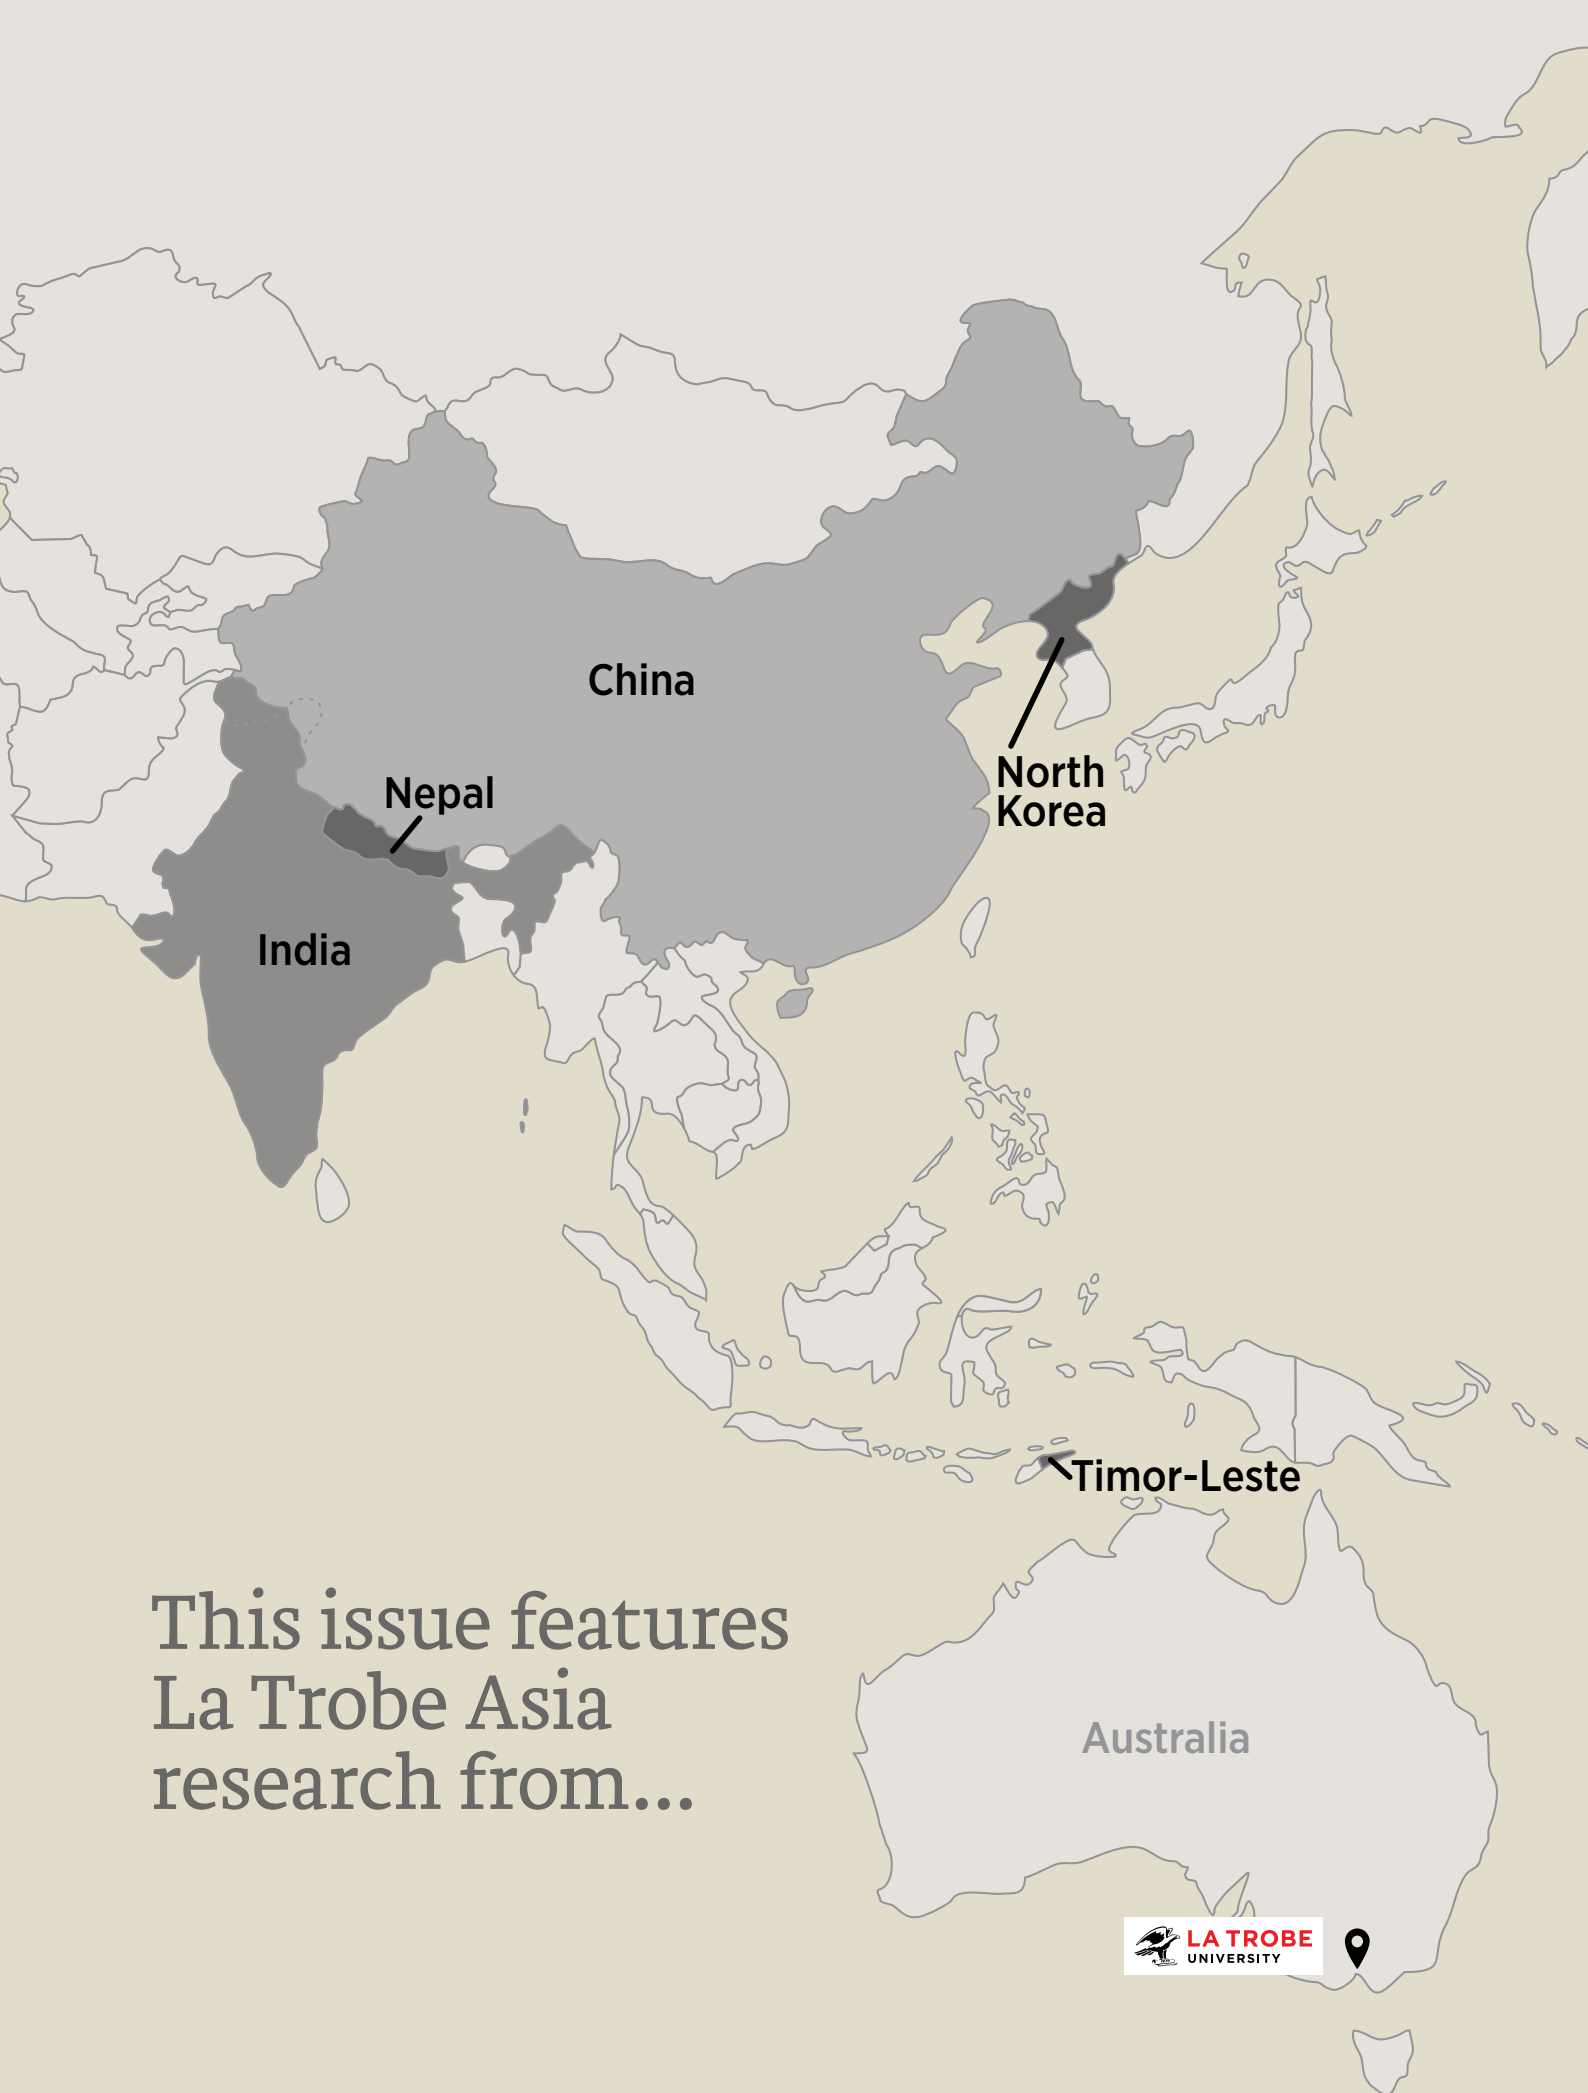 China
Nepal
North
Korea
India
Timor-Leste
This issue features
La Trobe Asia
research from...
Australia
LA TROBE
UNIVERSITY